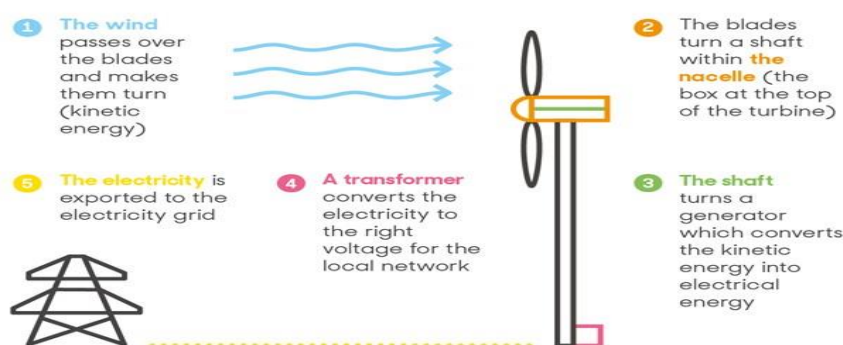 1 The wind
passes over
the blades
and makes
them turn
(kinetic
energy)
2 The blades
turn a shaft
within the
nacelle (the
box at the top
of the turbine)
3 The shaft
turns a
generator
which converts
the kinetic
energy into
electrical
energy
4 A transformer
converts the
electricity to
the right
voltage for the
local network
5 The electricity is
exported to the
electricity grid